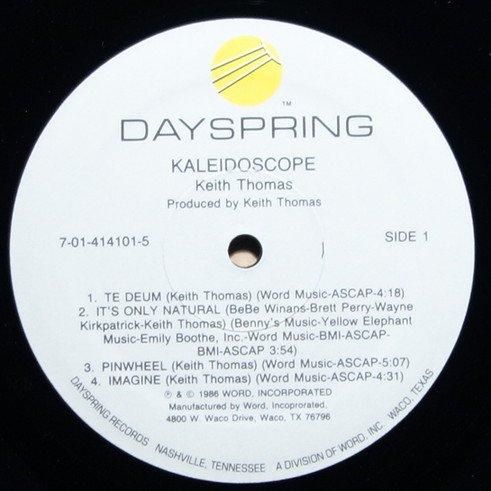 TM
DAYSPRING
KALEIDOSCOPE
Keith Thomas
Produced by Keith Thomas
7-01-414101-5
SIDE 1
1. TE DEUM (Keith Thomas) (Word Music-ASCAP-4:18)
2. IT'S ONLY NATURAL (BeBe Winans-Brett Perry-Wayne
Kirkpatrick-Keith Thomas) (Benny's Music-Yellow Elephant
Music-Emily Boothe, Inc.-Word Music-BMI-ASCAP-
BMI-ASCAP 3:54)
3. PINWHEEL (Keith Thomas) (Word Music-ASCAP-5:07)
4. IMAGINE (Keith Thomas) (Word Music-ASCAP-4:31)
℗ & © 1986 WORD, INCORPORATED
Manufactured by Word, Incorporated.
4800 W. Waco Drive, Waco, TX 76796
DAYSPRING RECORDS NASHVILLE, TENNESSEE A DIVISION OF WORD, INC WACO, TEXAS